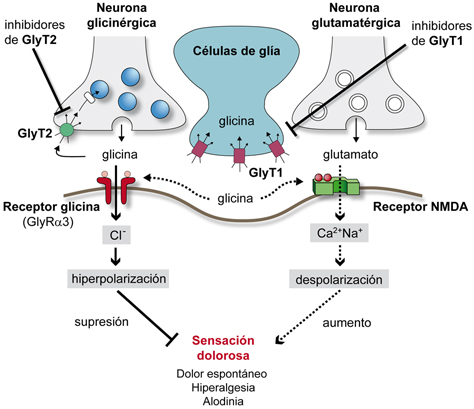 Neurona
glicinérgica
Neurona
glutamatérgica
inhibidores
de GlyT2
inhibidores
de GlyT1
Células de glía
glicina
GlyT2
GlyT1
glicina
glutamato
glicina
Receptor glicina
(GlyRα3)
Receptor NMDA
Cl⁻
Ca²⁺Na⁺
hiperpolarización
despolarización
supresión
aumento
Sensación
dolorosa
Dolor espontáneo
Hiperalgesia
Alodinia